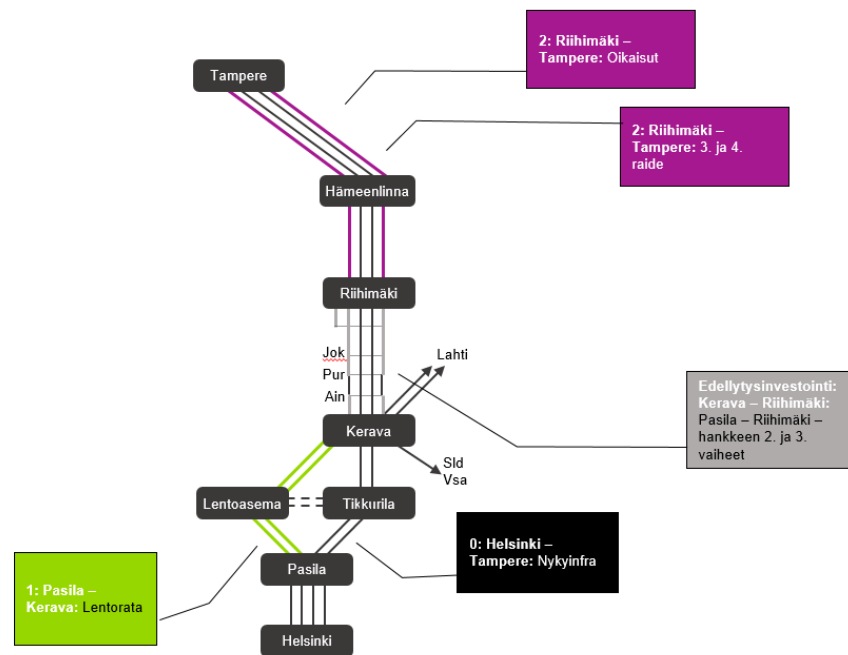 2: Riihimäki –
Tampere: Oikaisut
Tampere
2: Riihimäki –
Tampere: 3. ja 4.
raide
Hämeenlinna
Riihimäki
Jok
Lahti
Pur
Ain
Edellytysinvestointi:
Kerava – Riihimäki:
Pasila – Riihimäki –
hankkeen 2. ja 3.
vaiheet
Kerava
Sld
Vsa
Lentoasema
Tikkurila
0: Helsinki –
Tampere: Nykyinfra
Pasila
1: Pasila –
Kerava: Lentorata
Helsinki